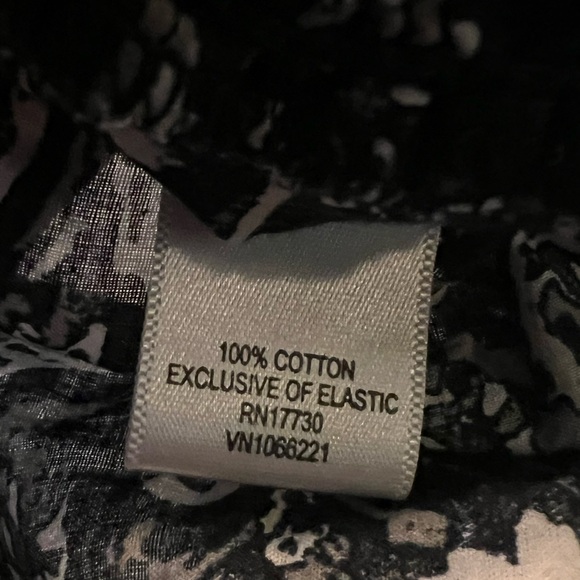 100% COTTON
EXCLUSIVE OF ELASTIC
RN17730
VN1066221